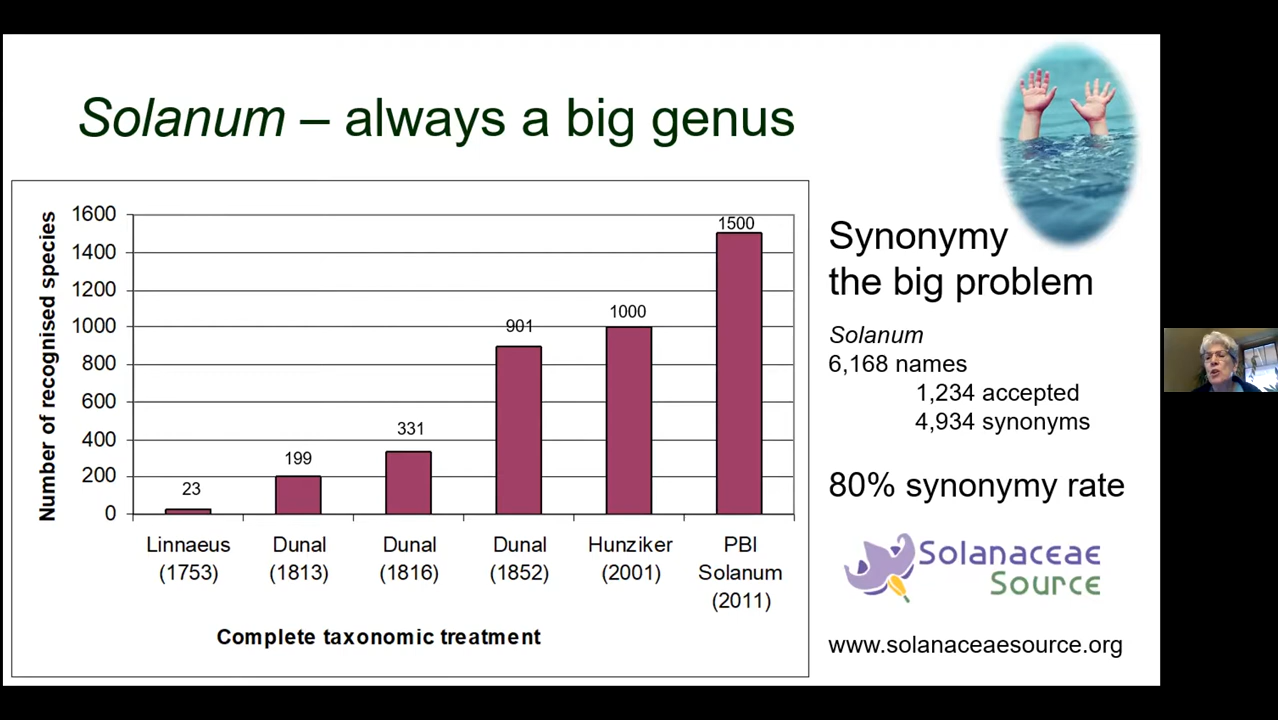 Solanum – always a big genus
Number of recognised species
1600
1400
1200
1000
800
600
400
200
0
23
199
331
901
1000
1500
Linnaeus
(1753)
Dunal
(1813)
Dunal
(1816)
Dunal
(1852)
Hunziker
(2001)
PBI
Solanum
(2011)
Complete taxonomic treatment
Synonymy
the big problem
Solanum
6,168 names
1,234 accepted
4,934 synonyms
80% synonymy rate
Solanaceae
Source
www.solanaceaesource.org